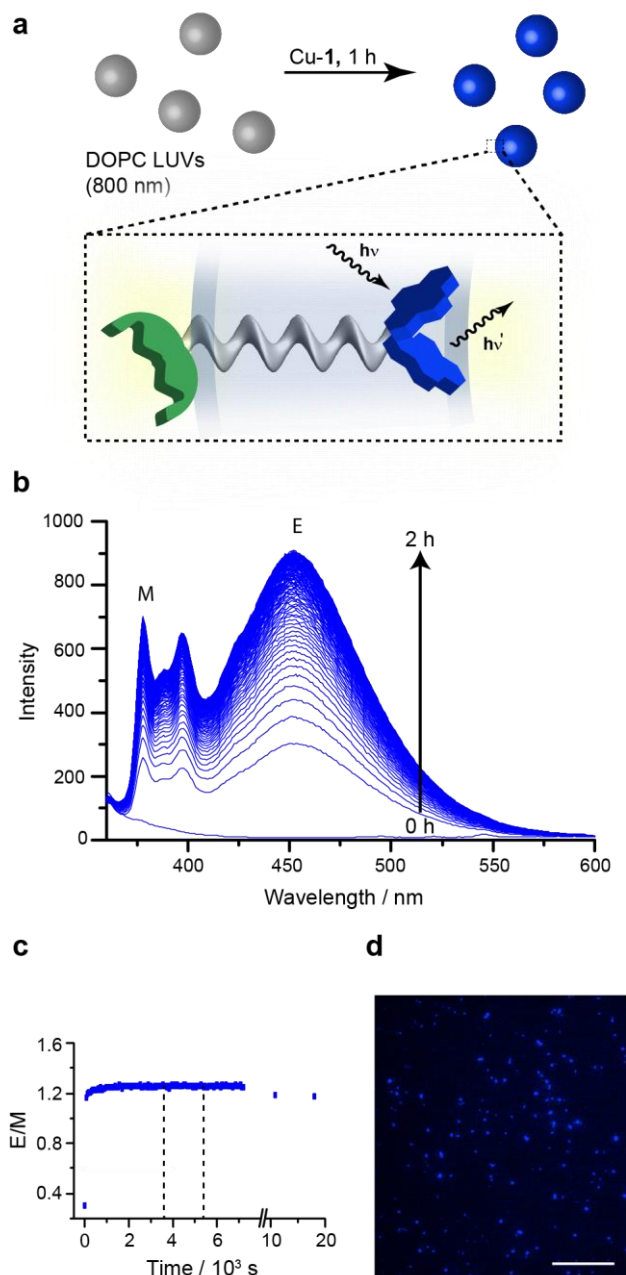 a
Cu-1, 1 h
DOPC LUVs
(800 nm)
hν
hν'
b
1000
800
600
400
200
0
Intensity
M
E
2 h
0 h
400
450
500
550
600
Wavelength / nm
c
d
1.6
1.2
0.8
0.4
E/M
0
2
4
6
10
20
Time / 10³ s